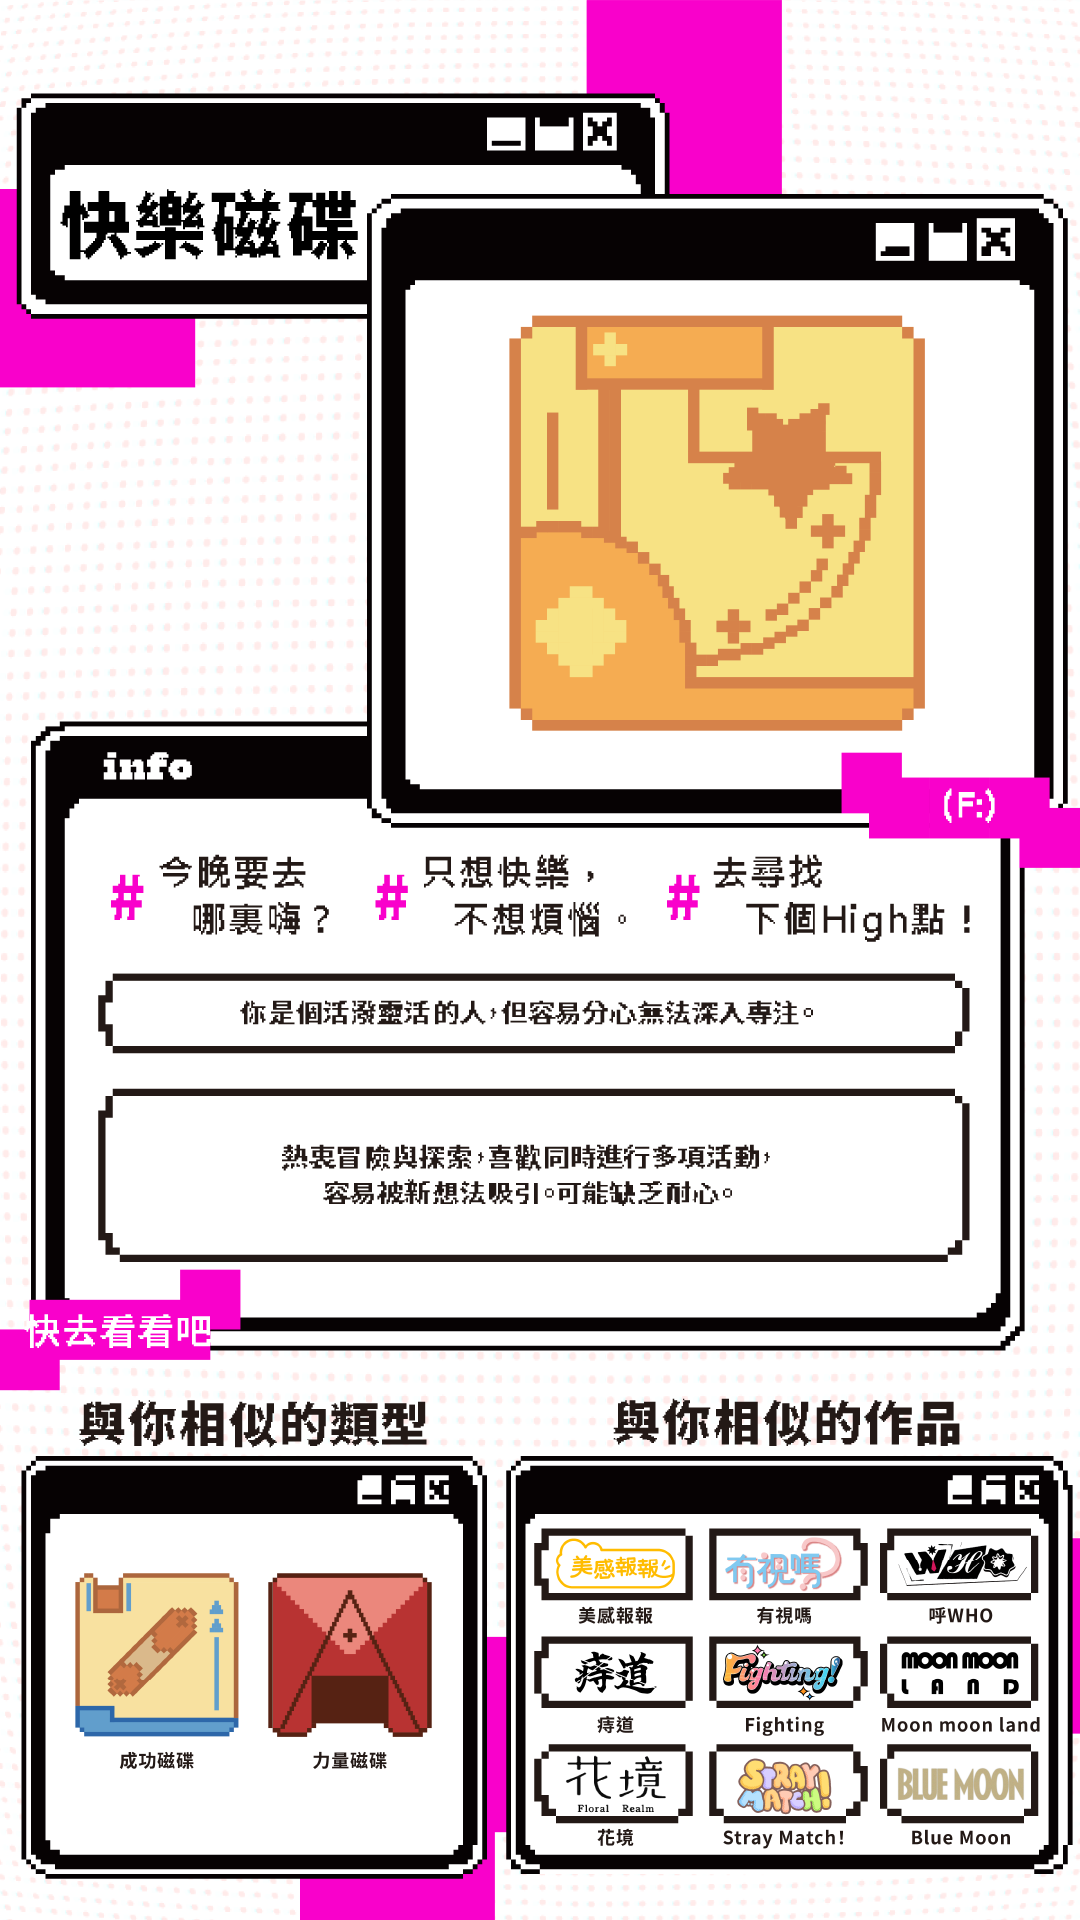 快樂磁碟
(F:)
info
# 今晚要去
哪裏嗨？
# 只想快樂，
不想煩惱。
# 去尋找
下個High點！
你是個活潑靈活的人，但容易分心無法深入專注。
熱衷冒險與探索，喜歡同時進行多項活動，
容易被新想法吸引。可能缺乏耐心。
快去看看吧
與你相似的類型
成功磁碟
力量磁碟
與你相似的作品
美感報報
美感報報
有視嗎
有視嗎
WHO
呼WHO
痔道
痔道
Fighting!
Fighting
MOON MOON
LAND
Moon moon land
花境
Floral Realm
花境
STRAY
MATCH!
Stray Match!
BLUE MOON
Blue Moon